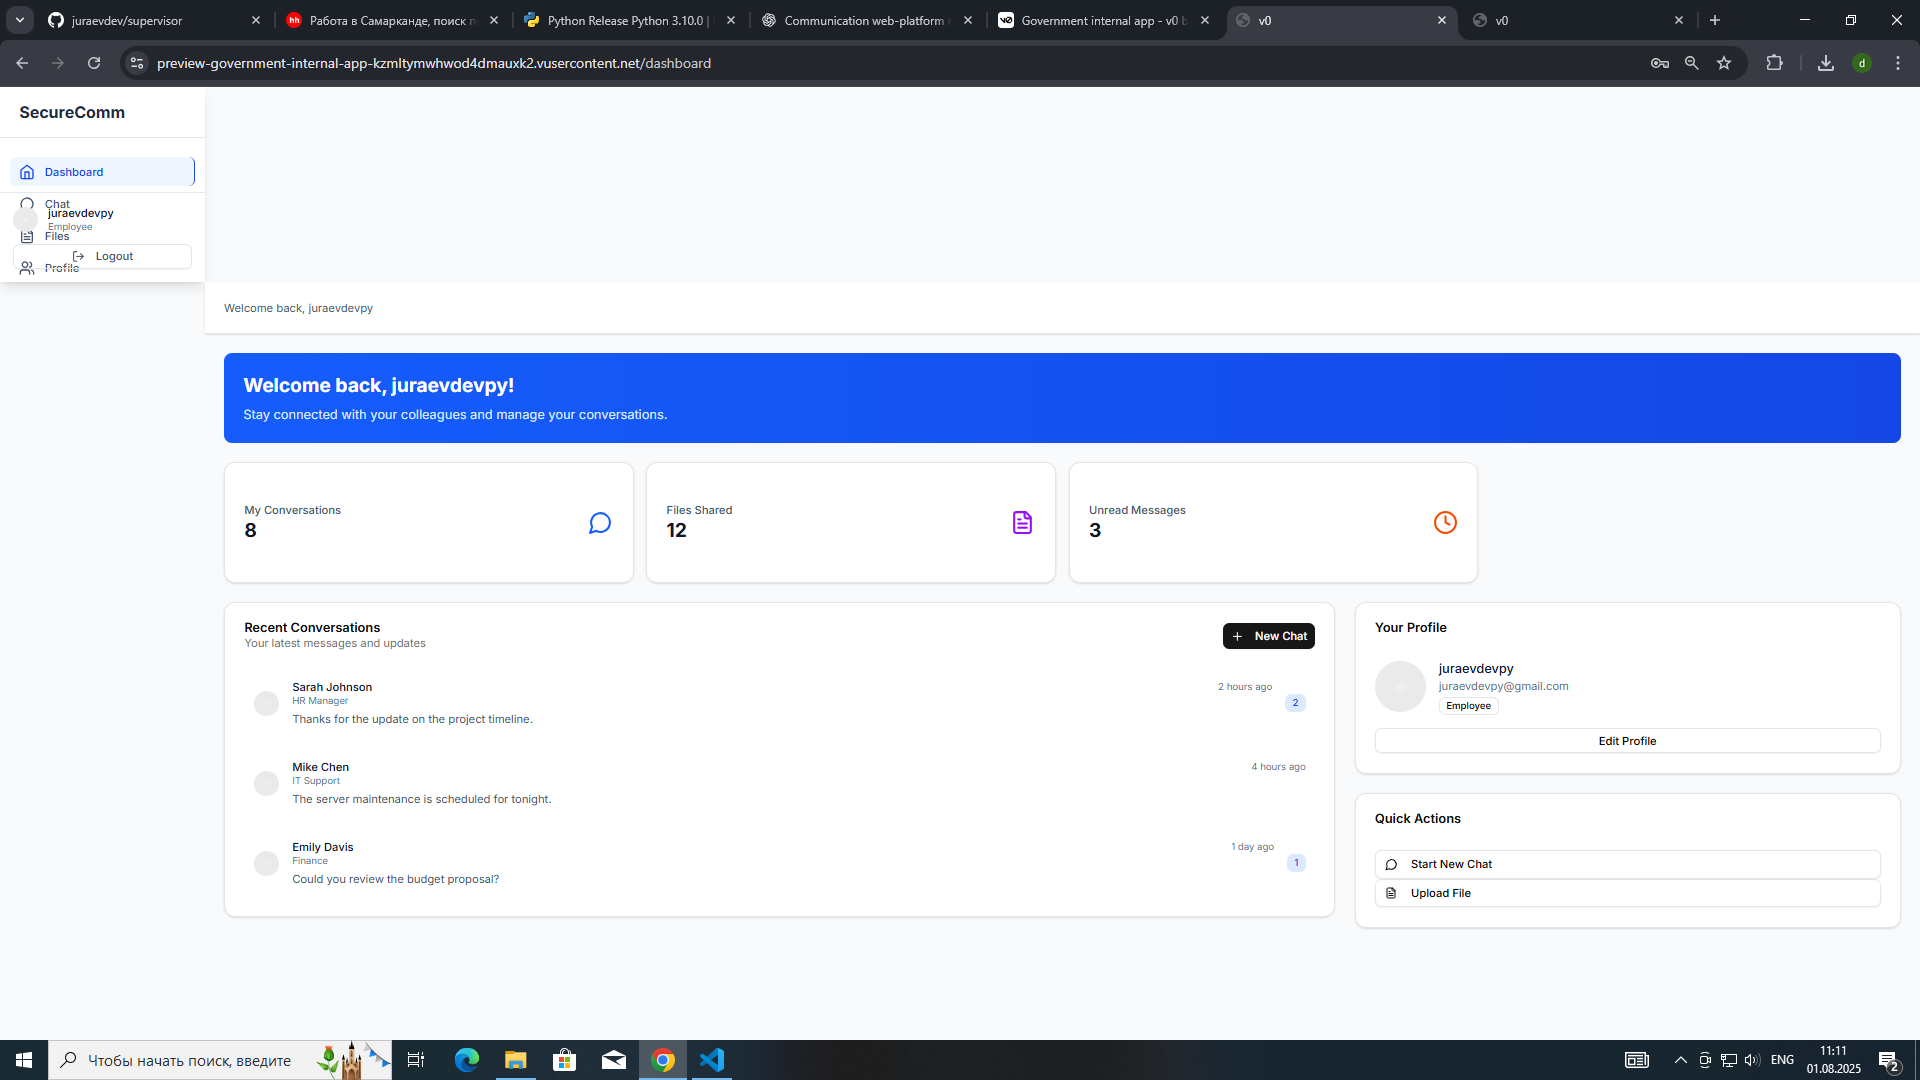 juraevdev/supervisor
Работа в Самарканде, поиск п
Python Release Python 3.10.0 |
Communication web-platform r
Government internal app - v0 b
v0
v0
preview-government-internal-app-kzmltymwhwod4dmauxk2.vusercontent.net/dashboard
d
SecureComm
Dashboard
Chat
juraevdevpy
Employee
Files
Logout
Profile
Welcome back, juraevdevpy
Welcome back, juraevdevpy!
Stay connected with your colleagues and manage your conversations.
My Conversations
8
Files Shared
12
Unread Messages
3
Recent Conversations
Your latest messages and updates
New Chat
Sarah Johnson
HR Manager
Thanks for the update on the project timeline.
2 hours ago
2
Mike Chen
IT Support
The server maintenance is scheduled for tonight.
4 hours ago
Emily Davis
Finance
Could you review the budget proposal?
1 day ago
1
Your Profile
juraevdevpy
juraevdevpy@gmail.com
Employee
Edit Profile
Quick Actions
Start New Chat
Upload File
Чтобы начать поиск, введите
ENG
11:11
01.08.2025
2